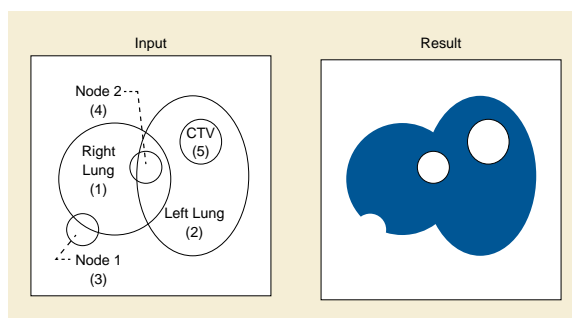 Input
Result
Node 2
(4)
CTV
(5)
Right
Lung
(1)
Left Lung
(2)
Node 1
(3)